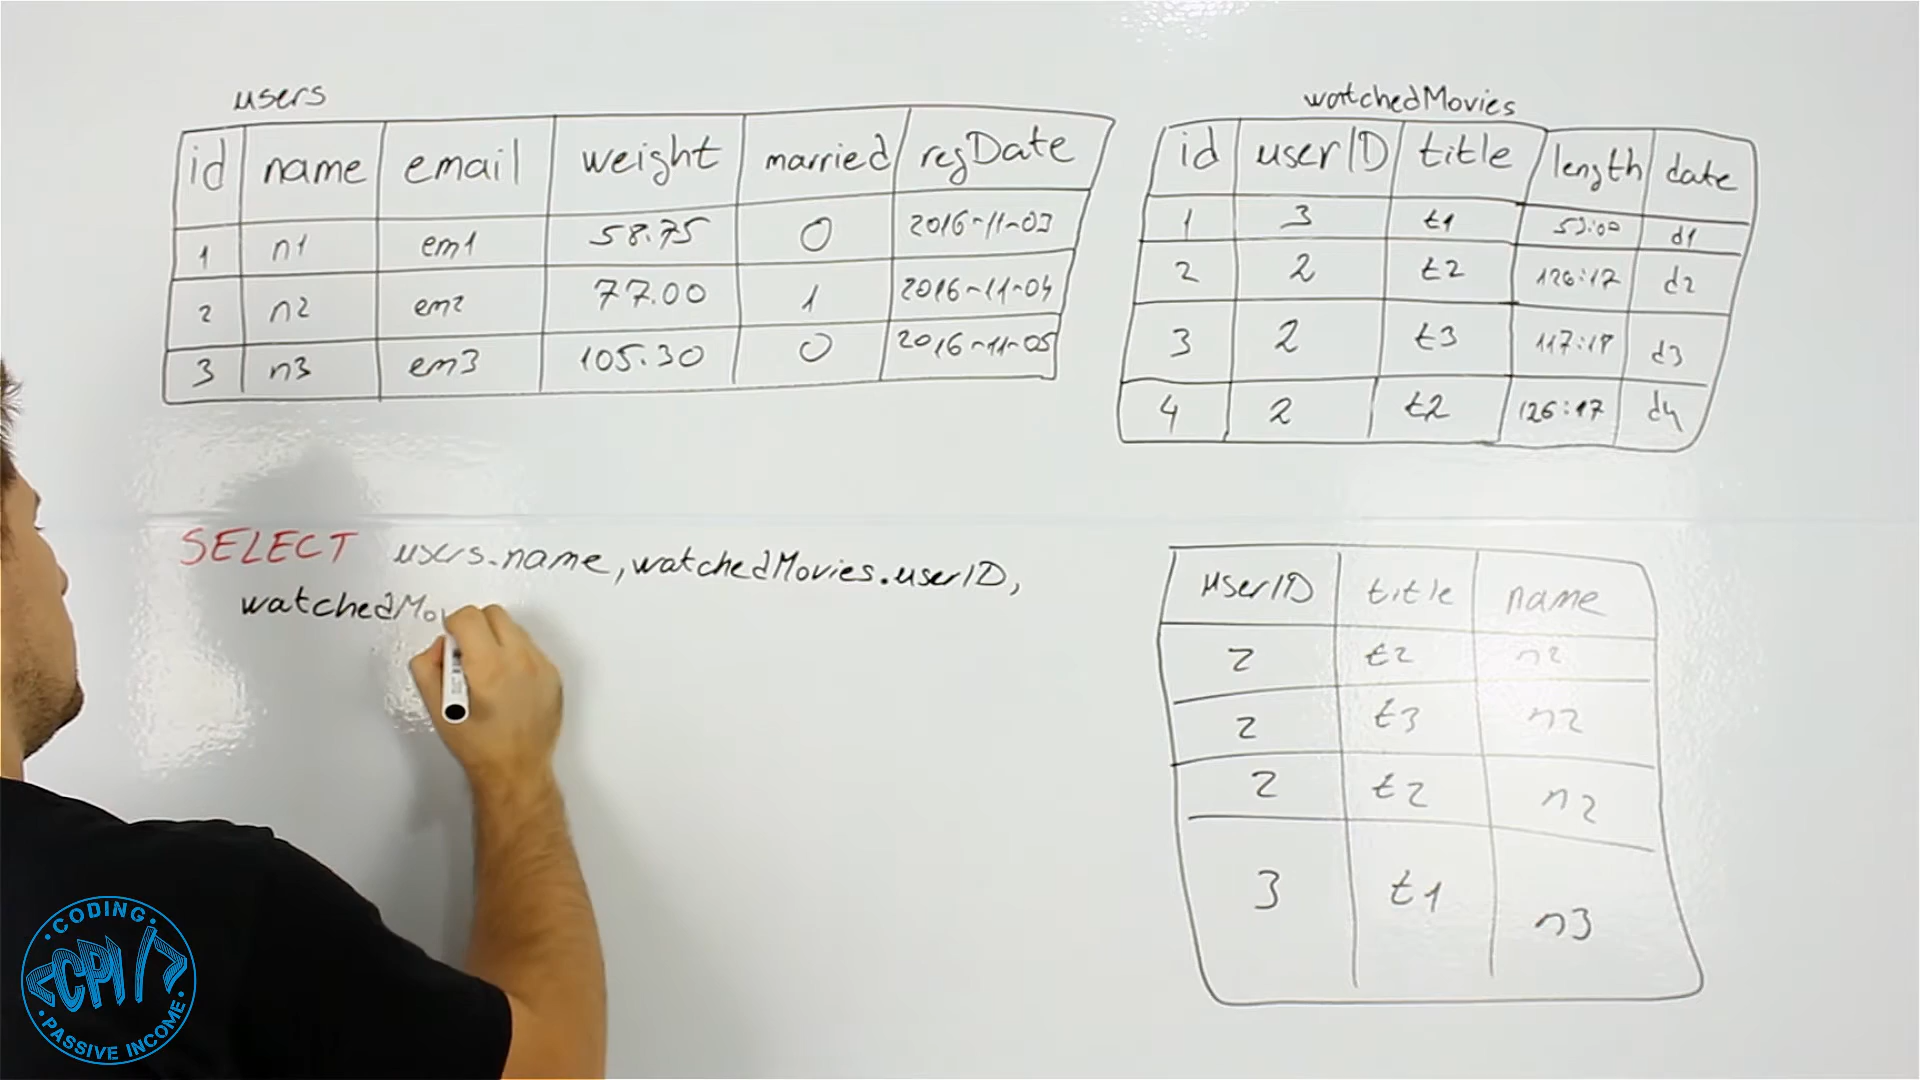 users
id name email weight married regDate
1 n1 em1 58.75 0 2016-11-03
2 n2 em2 77.00 1 2016-11-04
3 n3 em3 105.30 0 2016-11-05
watchedMovies
id userID title length date
1 3 t1 d1
2 2 t2 126:17 d2
3 2 t3 d3
4 2 t2 126:17 d4
SELECT users.name, watchedMovies.userID,
watchedMo
userID title name
2 t2 n2
2 t3 n2
2 t2 n2
3 t1 n3
• CODING •
<CPI/>
• PASSIVE INCOME •